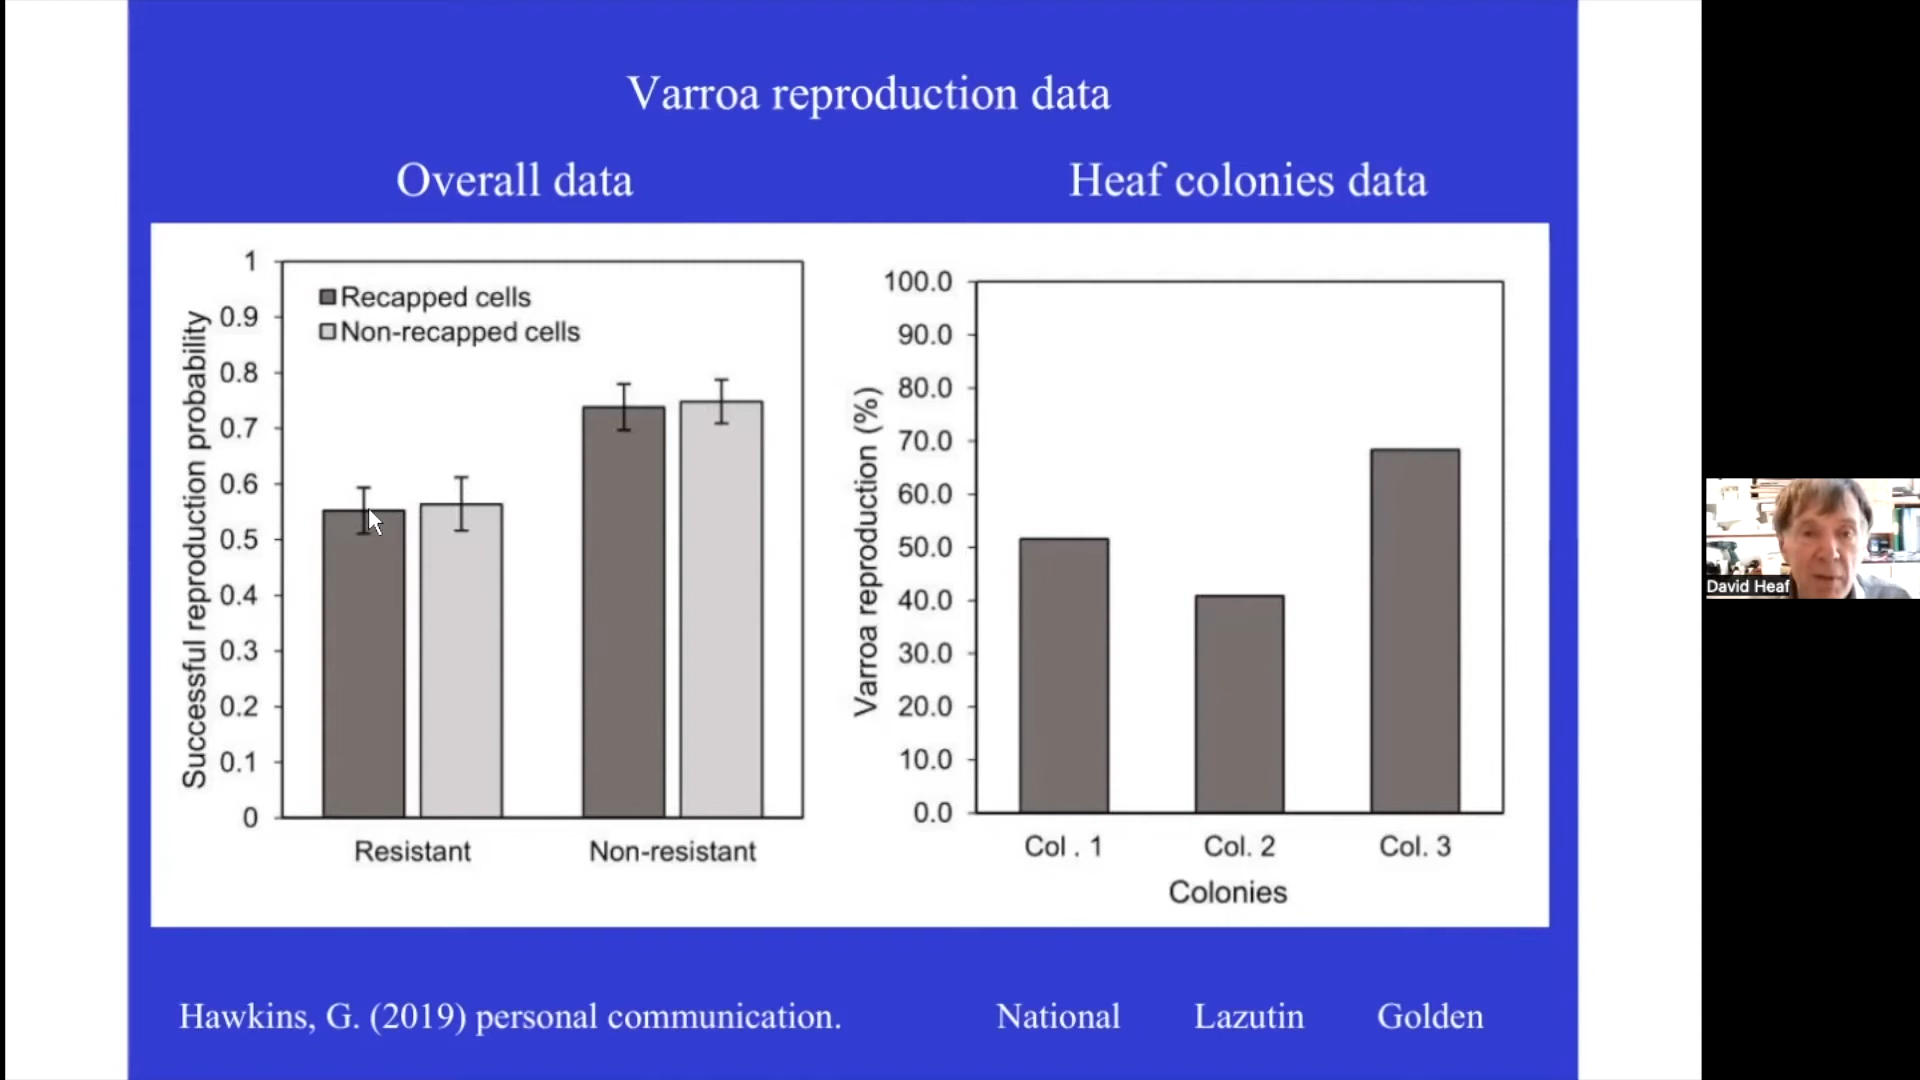 Varroa reproduction data
Overall data
Heaf colonies data
Successful reproduction probability
1
0.9
0.8
0.7
0.6
0.5
0.4
0.3
0.2
0.1
0
Recapped cells
Non-recapped cells
Resistant
Non-resistant
Varroa reproduction (%)
100.0
90.0
80.0
70.0
60.0
50.0
40.0
30.0
20.0
10.0
0.0
Col . 1
Col. 2
Col. 3
Colonies
Hawkins, G. (2019) personal communication.
National
Lazutin
Golden
David Heaf